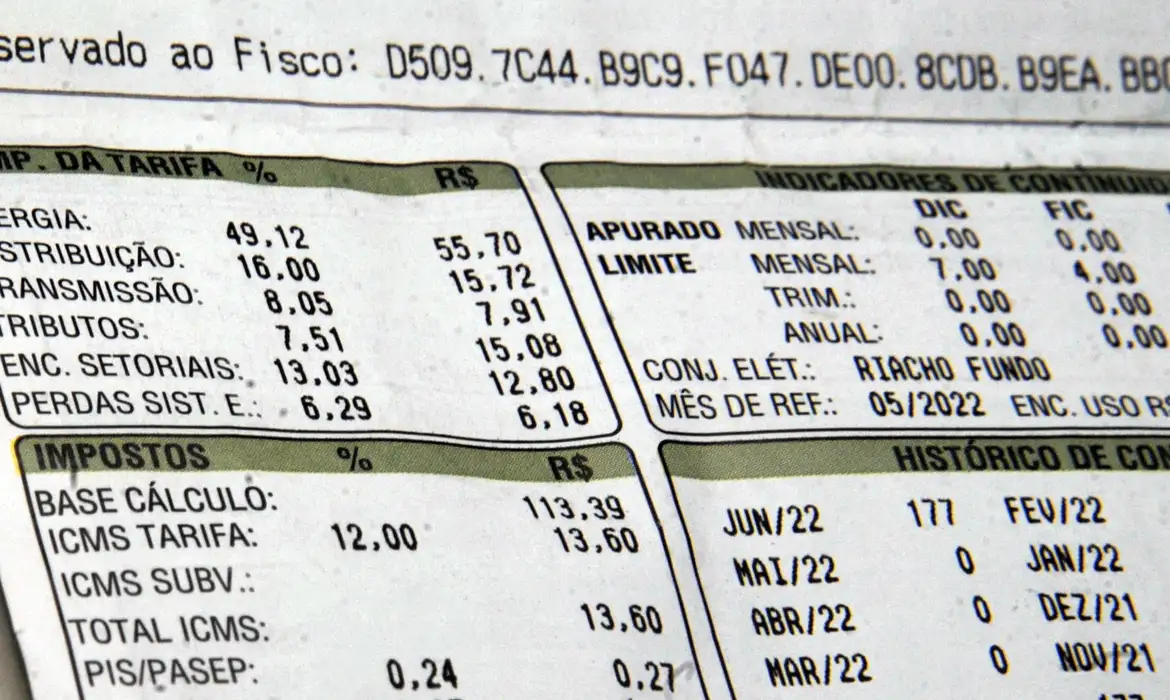 servado ao Fisco: D509.7C44.B9C9.F047.DE00.8CDB.B9EA.BB
MP. DA TARIFA % R$
ERGIA: 49,12 55,70
STRIBUIÇÃO: 16,00 15,72
RANSMISSÃO: 8,05 7,91
TRIBUTOS: 7,51 15,08
ENC. SETORIAIS: 13,03 12,80
PERDAS SIST. E.: 6,29 6,18
INDICADORES DE CONTINUID
DIC FIC
APURADO MENSAL: 0,00 0,00
LIMITE MENSAL: 7,00 4,00
TRIM.: 0,00 0,00
ANUAL: 0,00 0,00
CONJ. ELÉT.: RIACHO FUNDO
MÊS DE REF.: 05/2022 ENC. USO R$
IMPOSTOS % R$
BASE CÁLCULO: 113,39
ICMS TARIFA: 12,00 13,60
ICMS SUBV.:
TOTAL ICMS: 13,60
PIS/PASEP: 0,24 0,27
HISTÓRICO DE CON
JUN/22 177 FEV/22
MAI/22 0 JAN/22
ABR/22 0 DEZ/21
MAR/22 0 NOV/21